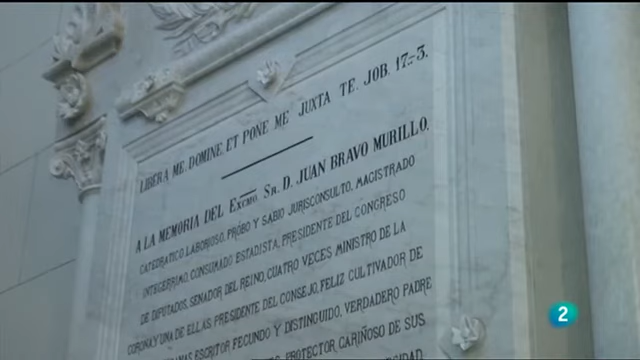 LIBERA ME DOMINE ET PONE ME JUXTA TE. JOB. 17-3.
A LA MEMORIA DEL EXCMO. SR. D. JUAN BRAVO MURILLO.
CATEDRATICO LABORIOSO, PROBO Y SABIO JURISCONSULTO, MAGISTRADO
INTEGERRIMO, CONSUMADO ESTADISTA, PRESIDENTE DEL CONGRESO
DE DIPUTADOS, SENADOR DEL REINO, CUATRO VECES MINISTRO DE LA
CORONA Y UNA DE ELLAS PRESIDENTE DEL CONSEJO, FELIZ CULTIVADOR DE
ESCRITOR FECUNDO Y DISTINGUIDO, VERDADERO PADRE
PROTECTOR CARIÑOSO DE SUS
2